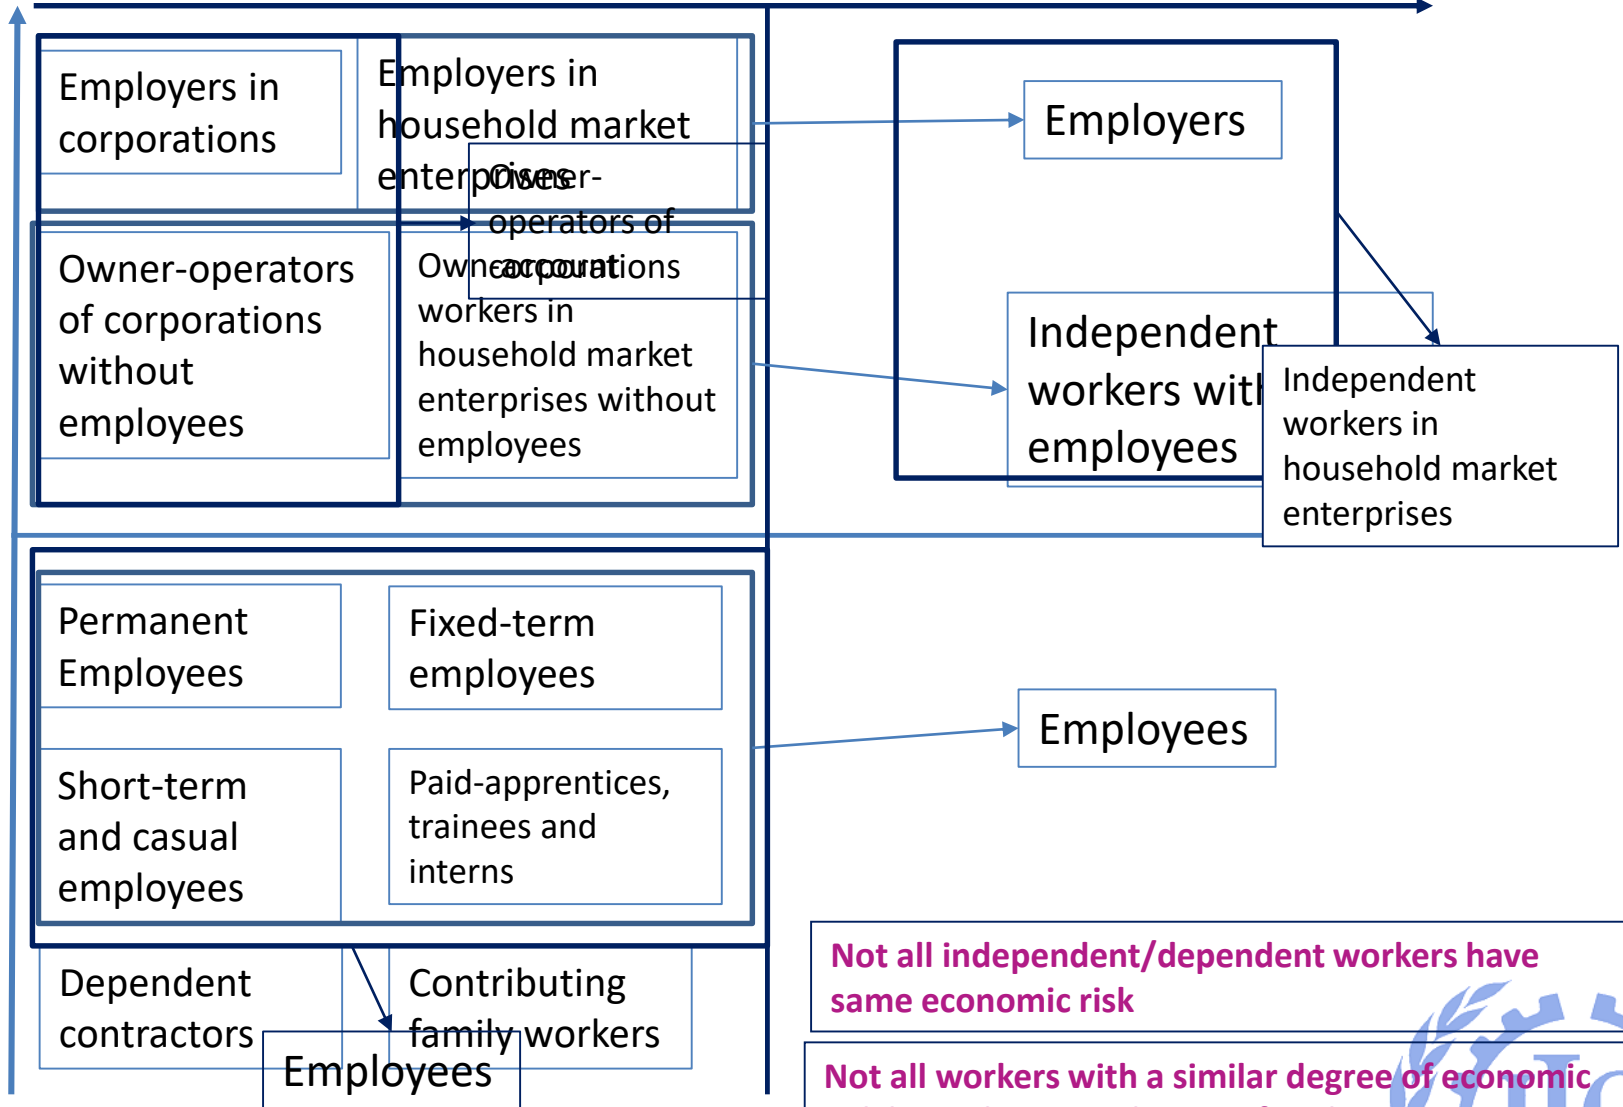 Employers in
corporations
Employers in
household market
enterprises
Owner-
operators of
corporations
Owner-operators
of corporations
without
employees
Own-account
workers in
household market
enterprises without
employees
Employers
Independent
workers
employees
Independent
workers in
household market
enterprises
Permanent
Employees
Fixed-term
employees
Short-term
and casual
employees
Paid-apprentices,
trainees and
interns
Employees
Dependent
contractors
Contributing
family workers
Employees
Not all independent/dependent workers have
same economic risk
Not all workers with a similar degree of economic